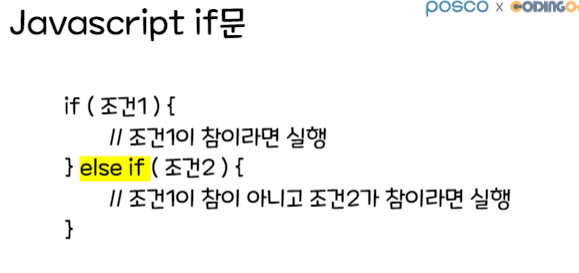 posco x CODINGO
Javascript if문
if ( 조건1 ) {
// 조건1이 참이라면 실행
} else if ( 조건2 ) {
// 조건1이 참이 아니고 조건2가 참이라면 실행
}